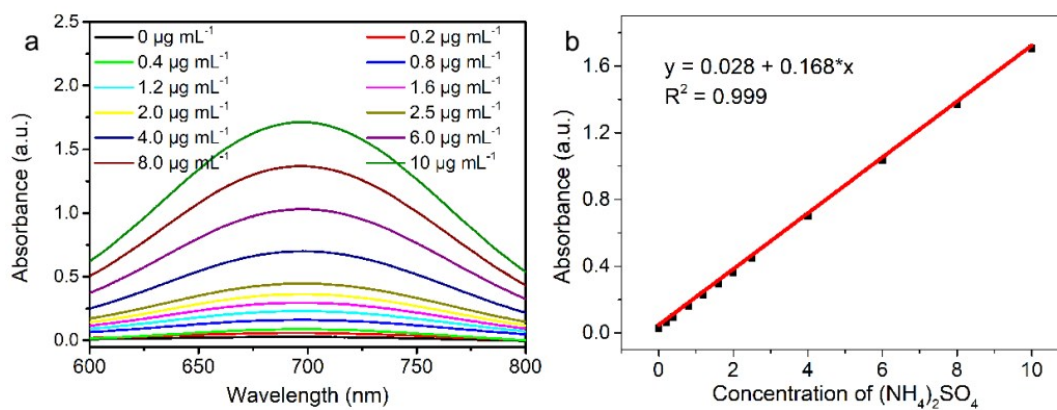 a
2.5
2.0
1.5
1.0
0.5
0.0
Absorbance (a.u.)
0 µg mL⁻¹ 0.2 µg mL⁻¹
0.4 µg mL⁻¹ 0.8 µg mL⁻¹
1.2 µg mL⁻¹ 1.6 µg mL⁻¹
2.0 µg mL⁻¹ 2.5 µg mL⁻¹
4.0 µg mL⁻¹ 6.0 µg mL⁻¹
8.0 µg mL⁻¹ 10 µg mL⁻¹
600 650 700 750 800
Wavelength (nm)
b
1.6
1.2
0.8
0.4
0.0
Absorbance (a.u.)
y = 0.028 + 0.168*x
R² = 0.999
0 2 4 6 8 10
Concentration of (NH₄)₂SO₄